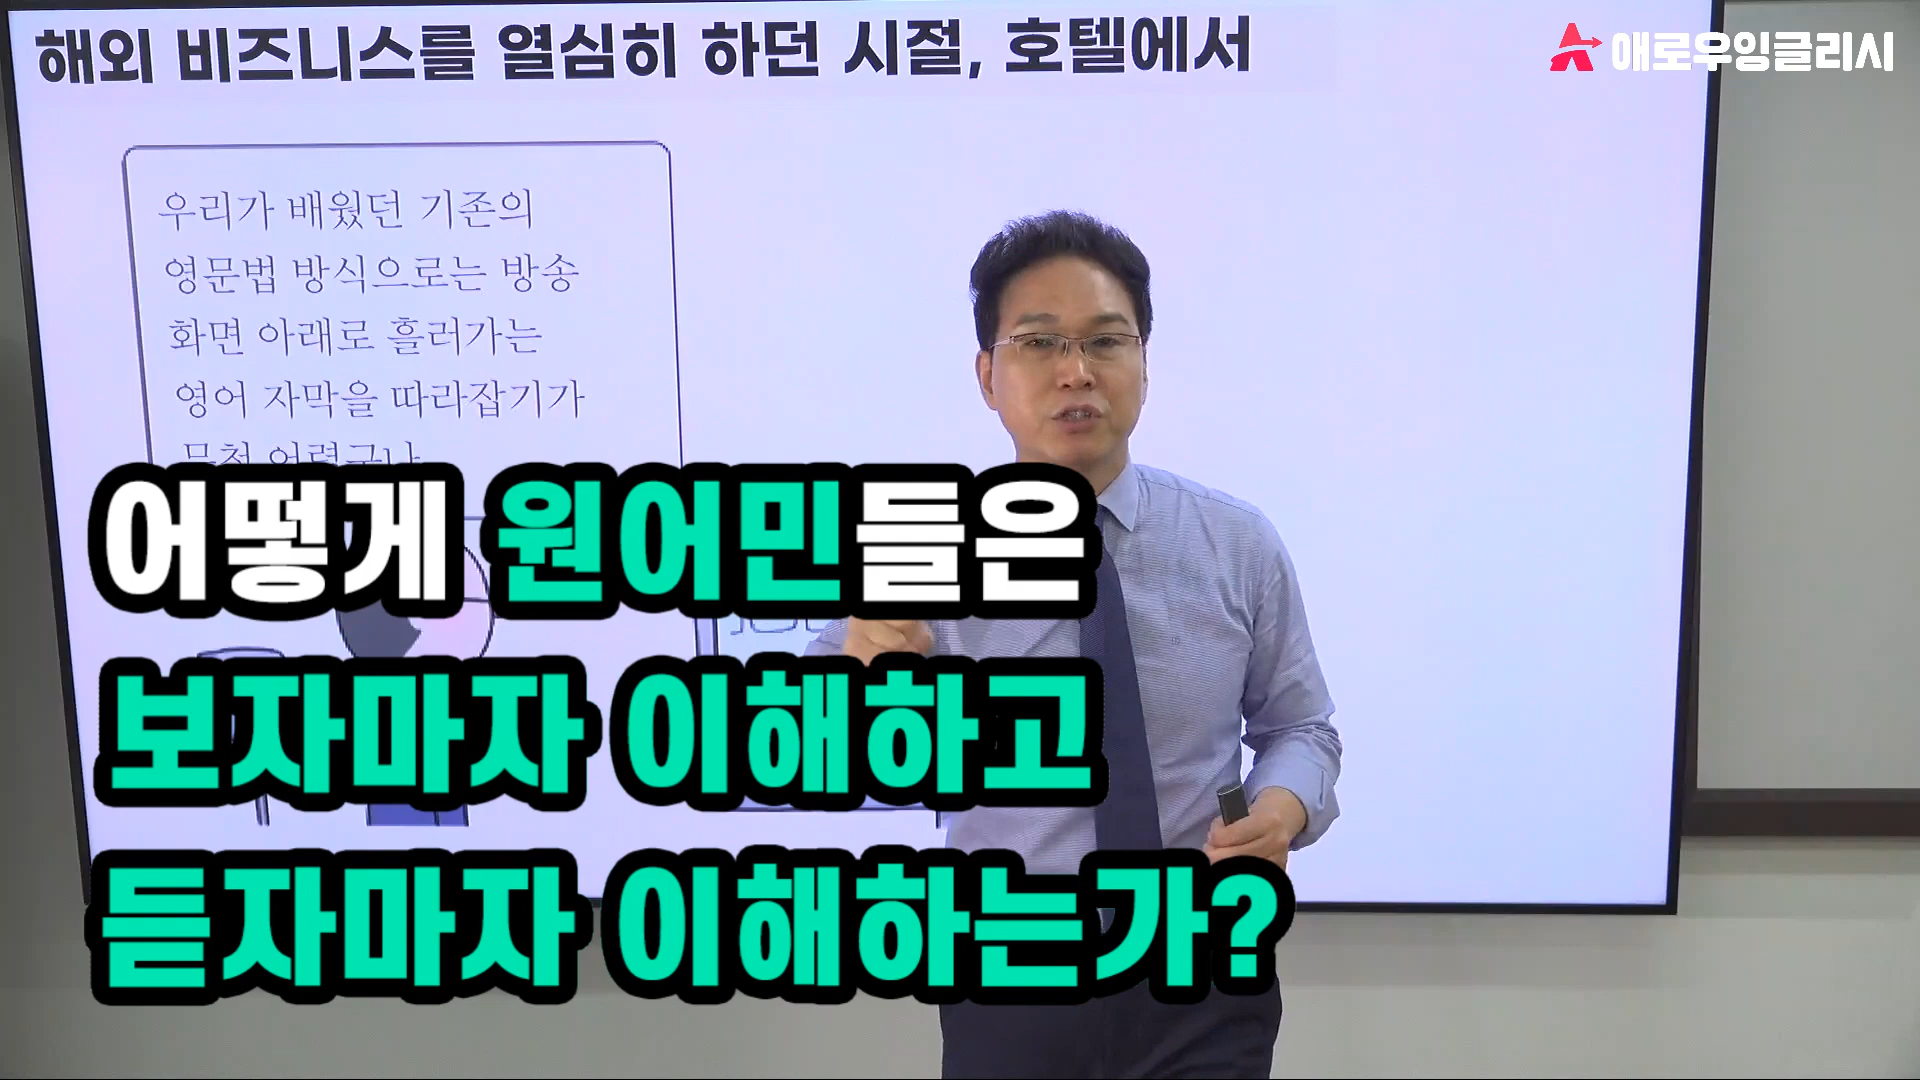 해외 비즈니스를 열심히 하던 시절, 호텔에서
애로우잉글리시
우리가 배웠던 기존의
영문법 방식으로는 방송
화면 아래로 흘러가는
영어 자막을 따라잡기가
어떻게 원어민들은
보자마자 이해하고
듣자마자 이해하는가?